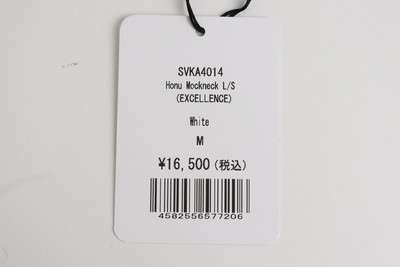 SVKA4014
Honu Mockneck L/S
(EXCELLENCE)
White
M
¥16,500(税込)
4582556577206